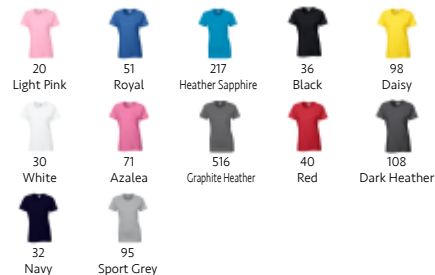 20 51 217 36 98
Light Pink Royal Heather Sapphire Black Daisy
30 71 516 40 108
White Azalea Graphite Heather Red Dark Heather
32 95
Navy Sport Grey